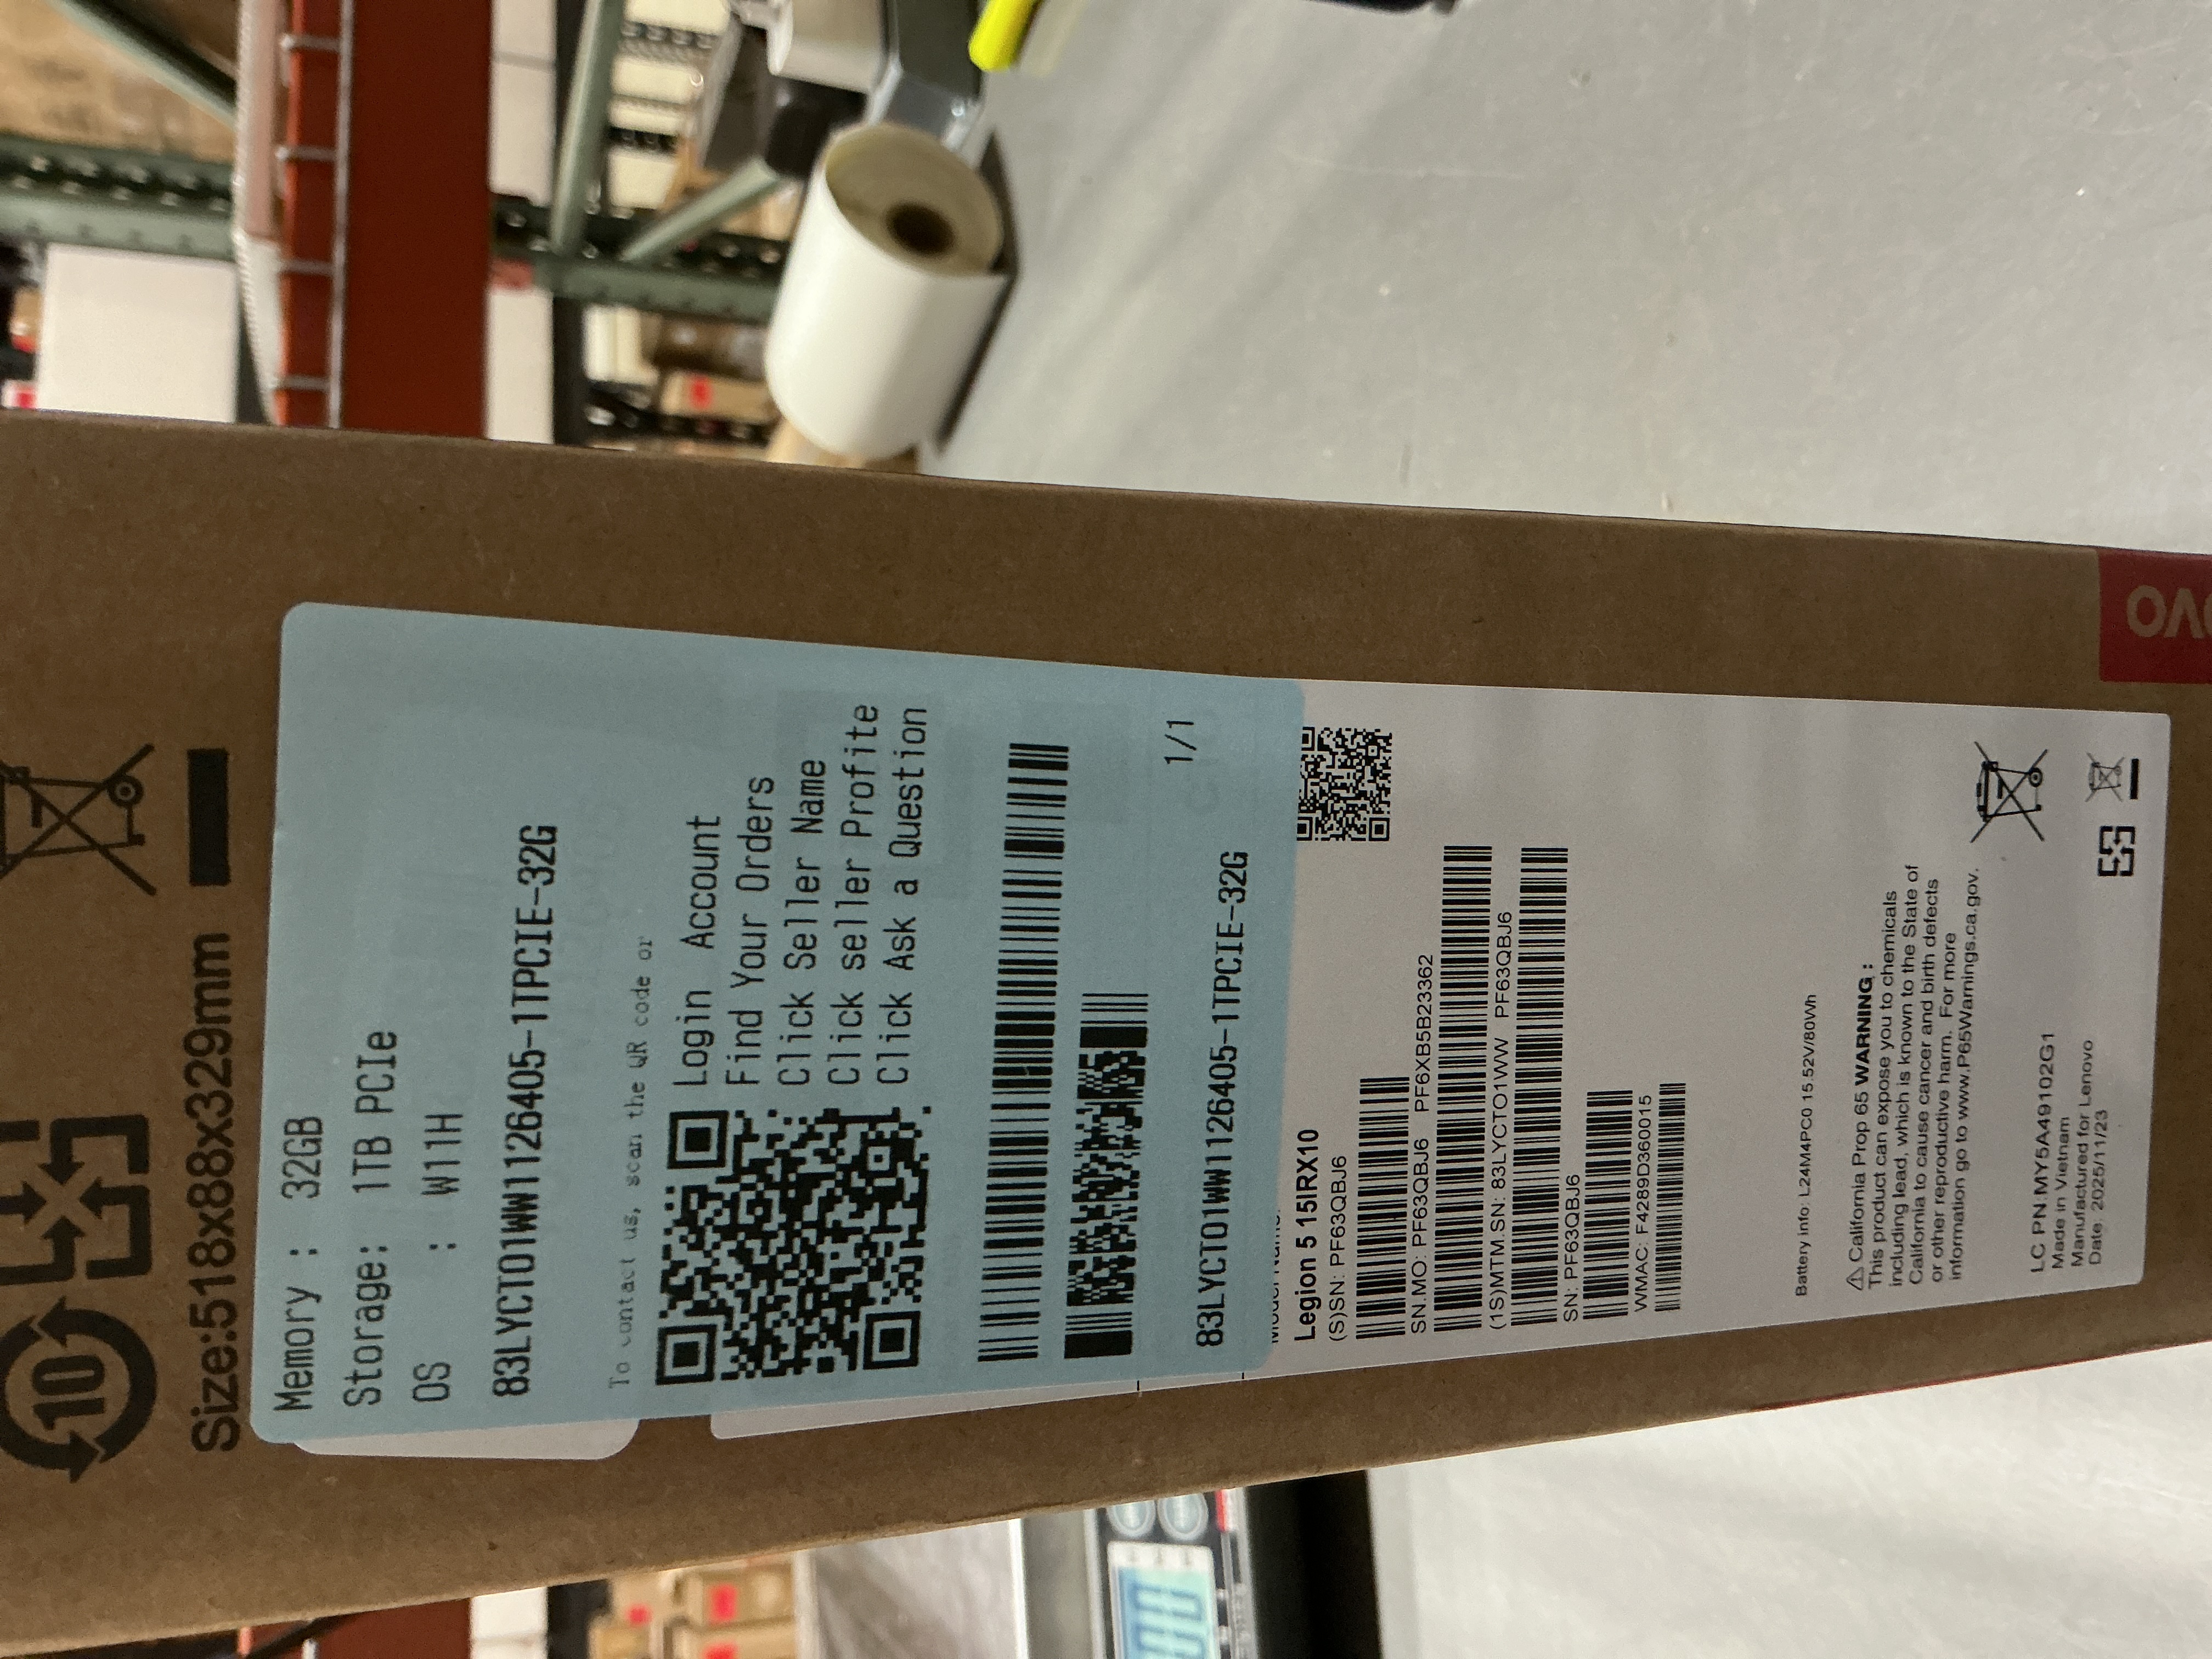 10
Size:518x88x329mm
Memory : 32GB
Storage: 1TB PCIe
OS : W11H
83LYCTO1WW1126405-1TPCIE-32G
To contact us, scan the QR code or
Login Account
Find Your Orders
Click Seller Name
Click seller Profite
Click Ask a Question
1/1
83LYCTO1WW1126405-1TPCIE-32G
Legion 5 15IRX10
(S)SN: PF63QBJ6
SN.MO: PF63QBJ6 PF6XB5B23362
(1S)MTM.SN: 83LYCTO1WW PF63QBJ6
SN: PF63QBJ6
WMAC: F4289D360015
Battery info: L24M4PC0 15.52V/80Wh
⚠ California Prop 65 WARNING :
This product can expose you to chemicals
including lead, which is known to the State of
California to cause cancer and birth defects
or other reproductive harm. For more
information go to www.P65Warnings.ca.gov.
LC PN:MY5A49102G1
Made in Vietnam
Manufactured for Lenovo
Date: 2025/11/23